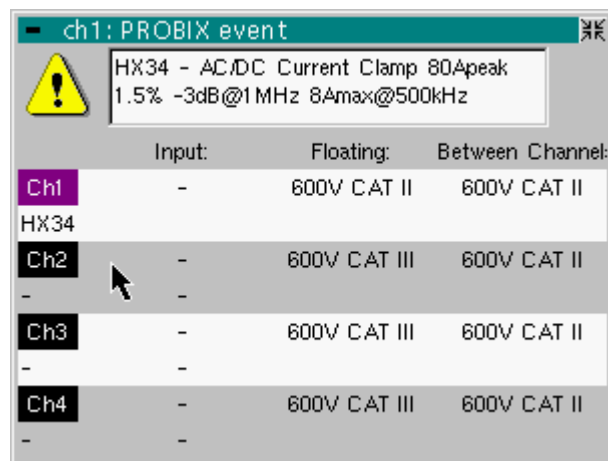 ch1: PROBIX event
HX34 - AC/DC Current Clamp 80Apeak
1.5% -3dB@1MHz 8Amax@500kHz
Input: Floating: Between Channel:
Ch1 - 600V CAT II 600V CAT II
HX34
Ch2 - 600V CAT III 600V CAT II
- -
Ch3 - 600V CAT III 600V CAT II
- -
Ch4 - 600V CAT III 600V CAT II
- -